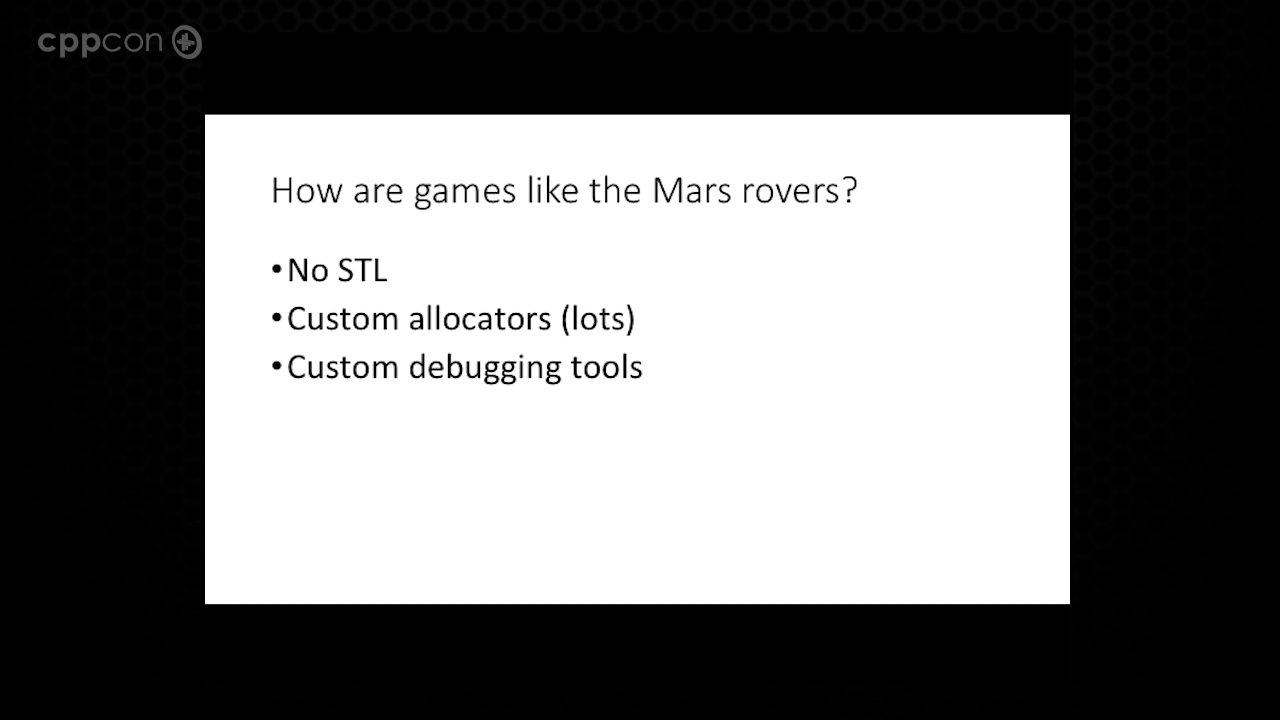 cppcon
How are games like the Mars rovers?
•No STL
•Custom allocators (lots)
•Custom debugging tools